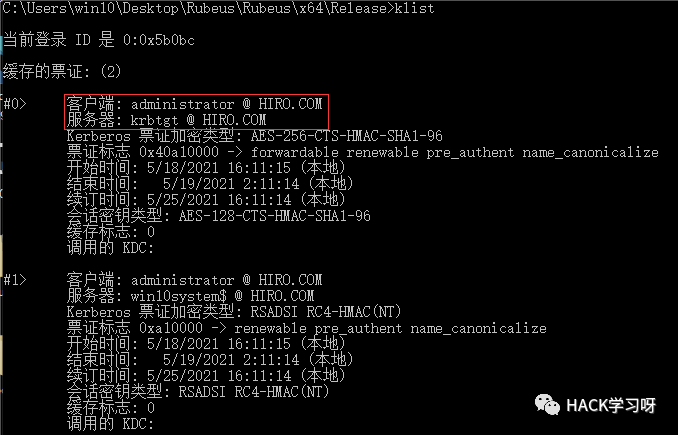 C:\Users\win10\Desktop\Rubeus\Rubeus\x64\Release>klist
当前登录 ID 是 0:0x5b0bc
缓存的票证: (2)
#0> 客户端: administrator @ HIRO.COM
服务器: krbtgt @ HIRO.COM
Kerberos 票证加密类型: AES-256-CTS-HMAC-SHA1-96
票证标志 0x40a10000 -> forwardable renewable pre_authent name_canonicalize
开始时间: 5/18/2021 16:11:15 (本地)
结束时间: 5/19/2021 2:11:14 (本地)
续订时间: 5/25/2021 16:11:14 (本地)
会话密钥类型: AES-128-CTS-HMAC-SHA1-96
缓存标志: 0
调用的 KDC:
#1> 客户端: administrator @ HIRO.COM
服务器: win10system$ @ HIRO.COM
Kerberos 票证加密类型: RSADSI RC4-HMAC(NT)
票证标志 0xa10000 -> renewable pre_authent name_canonicalize
开始时间: 5/18/2021 16:11:15 (本地)
结束时间: 5/19/2021 2:11:14 (本地)
续订时间: 5/25/2021 16:11:14 (本地)
会话密钥类型: RSADSI RC4-HMAC(NT)
缓存标志: 0
调用的 KDC:
HACK学习呀